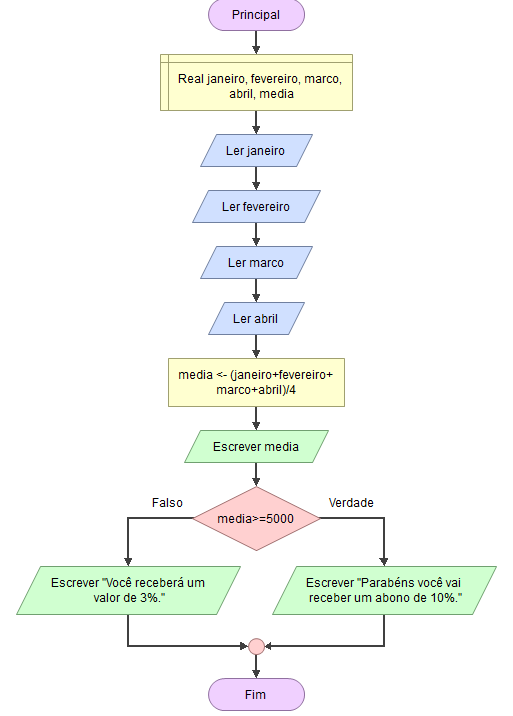 Principal
Real janeiro, fevereiro, marco,
abril, media
Ler janeiro
Ler fevereiro
Ler marco
Ler abril
media <- (janeiro+fevereiro+
marco+abril)/4
Escrever media
Falso
Verdade
media>=5000
Escrever "Você receberá um
valor de 3%."
Escrever "Parabéns você vai
receber um abono de 10%."
Fim